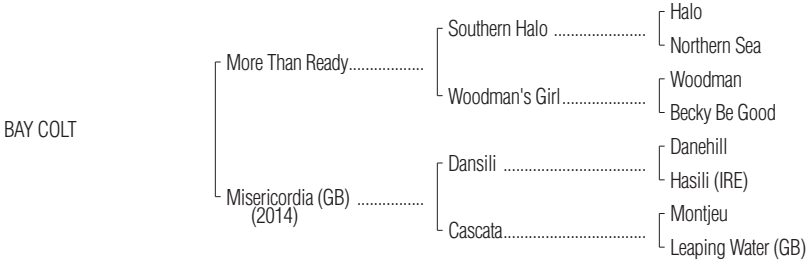 Halo
Southern Halo ......................
Northern Sea
More Than Ready..................
Woodman
Woodman's Girl....................
Becky Be Good
BAY COLT
Danehill
Dansili ..................................
Hasili (IRE)
Misericordia (GB) ................
(2014)
Montjeu
Cascata..................................
Leaping Water (GB)